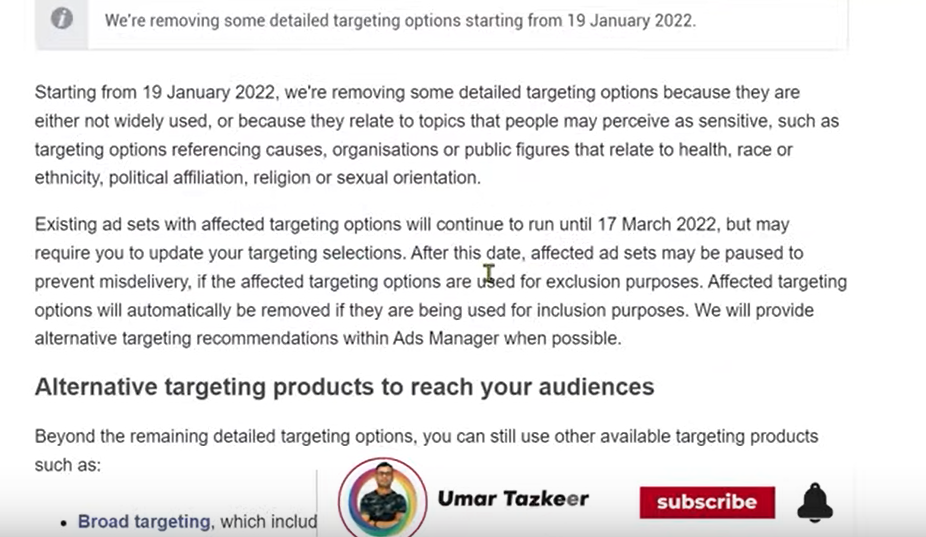 We're removing some detailed targeting options starting from 19 January 2022.
Starting from 19 January 2022, we're removing some detailed targeting options because they are
either not widely used, or because they relate to topics that people may perceive as sensitive, such as
targeting options referencing causes, organisations or public figures that relate to health, race or
ethnicity, political affiliation, religion or sexual orientation.
Existing ad sets with affected targeting options will continue to run until 17 March 2022, but may
require you to update your targeting selections. After this date, affected ad sets may be paused to
prevent misdelivery, if the affected targeting options are used for exclusion purposes. Affected targeting
options will automatically be removed if they are being used for inclusion purposes. We will provide
alternative targeting recommendations within Ads Manager when possible.
Alternative targeting products to reach your audiences
Beyond the remaining detailed targeting options, you can still use other available targeting products
such as:
• Broad targeting, which includ
Umar Tazkeer
subscribe